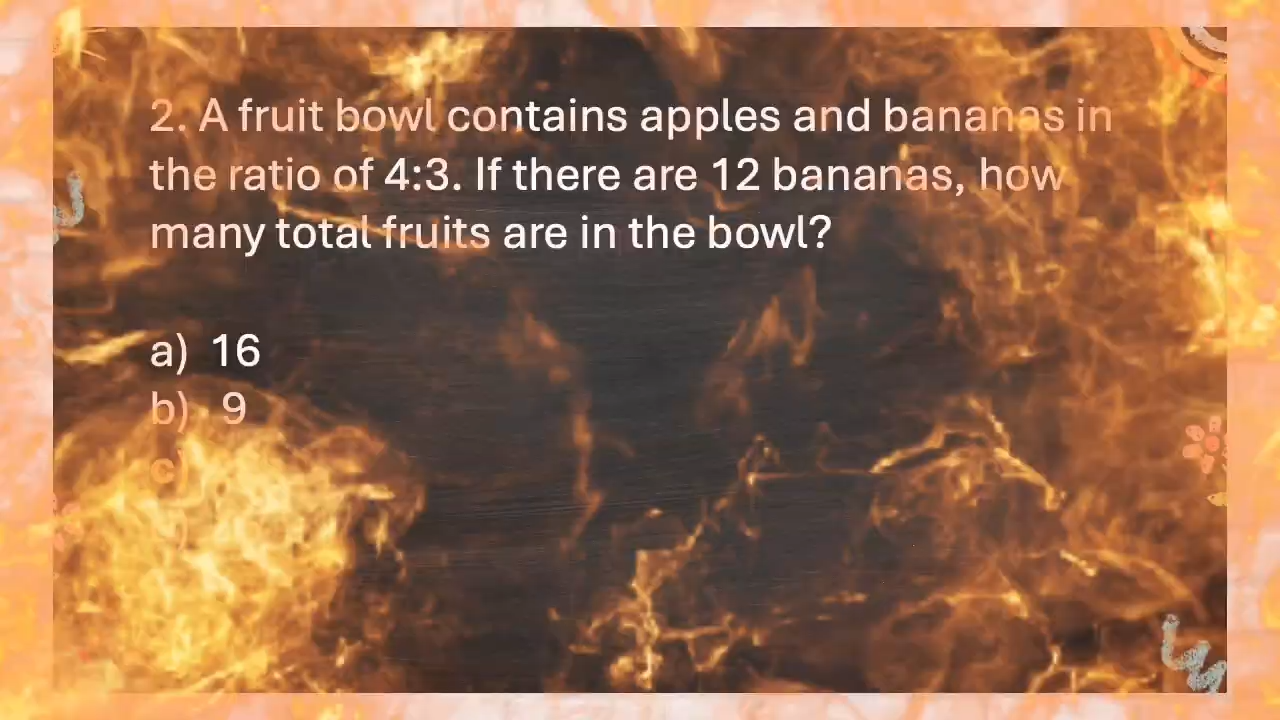 2. A fruit bowl contains apples and bananas in
the ratio of 4:3. If there are 12 bananas, how
many total fruits are in the bowl?
a) 16
b) 9
c)